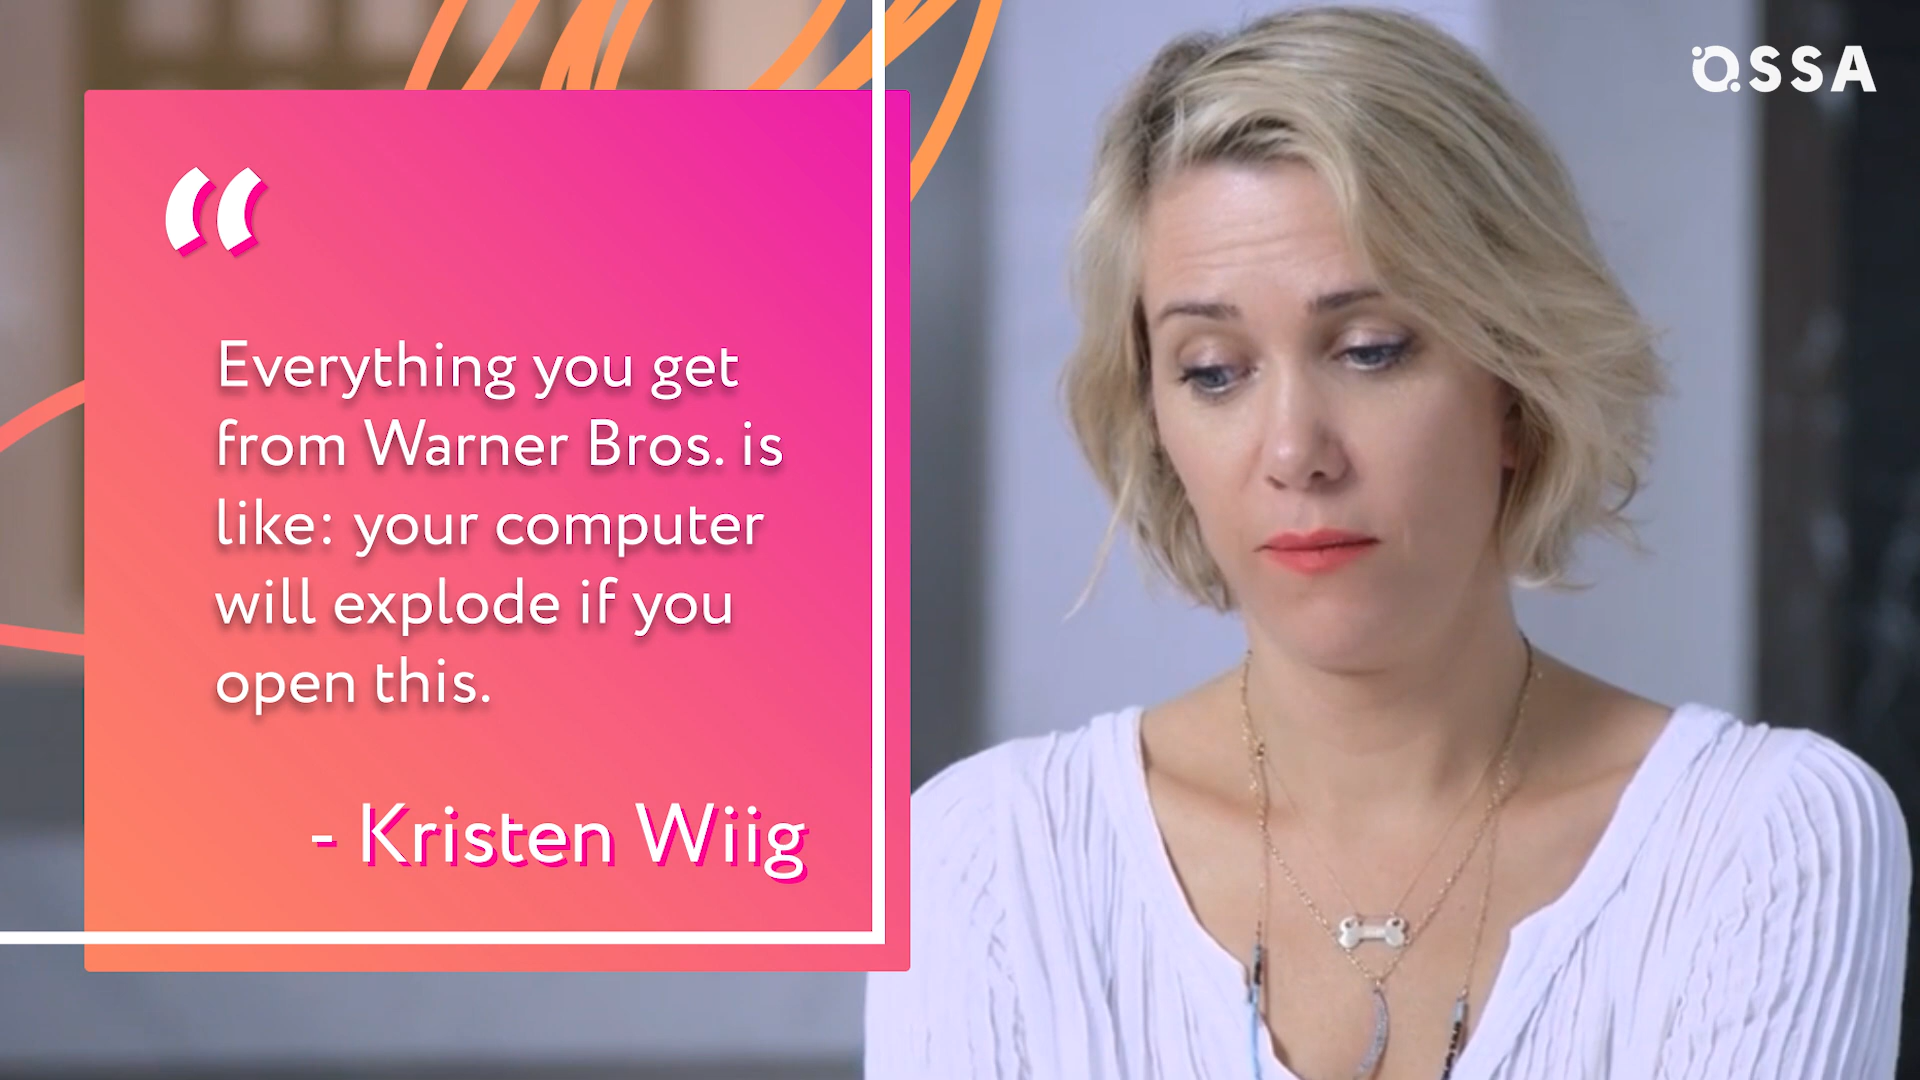 OSSA
“
Everything you get
from Warner Bros. is
like: your computer
will explode if you
open this.
- Kristen Wiig